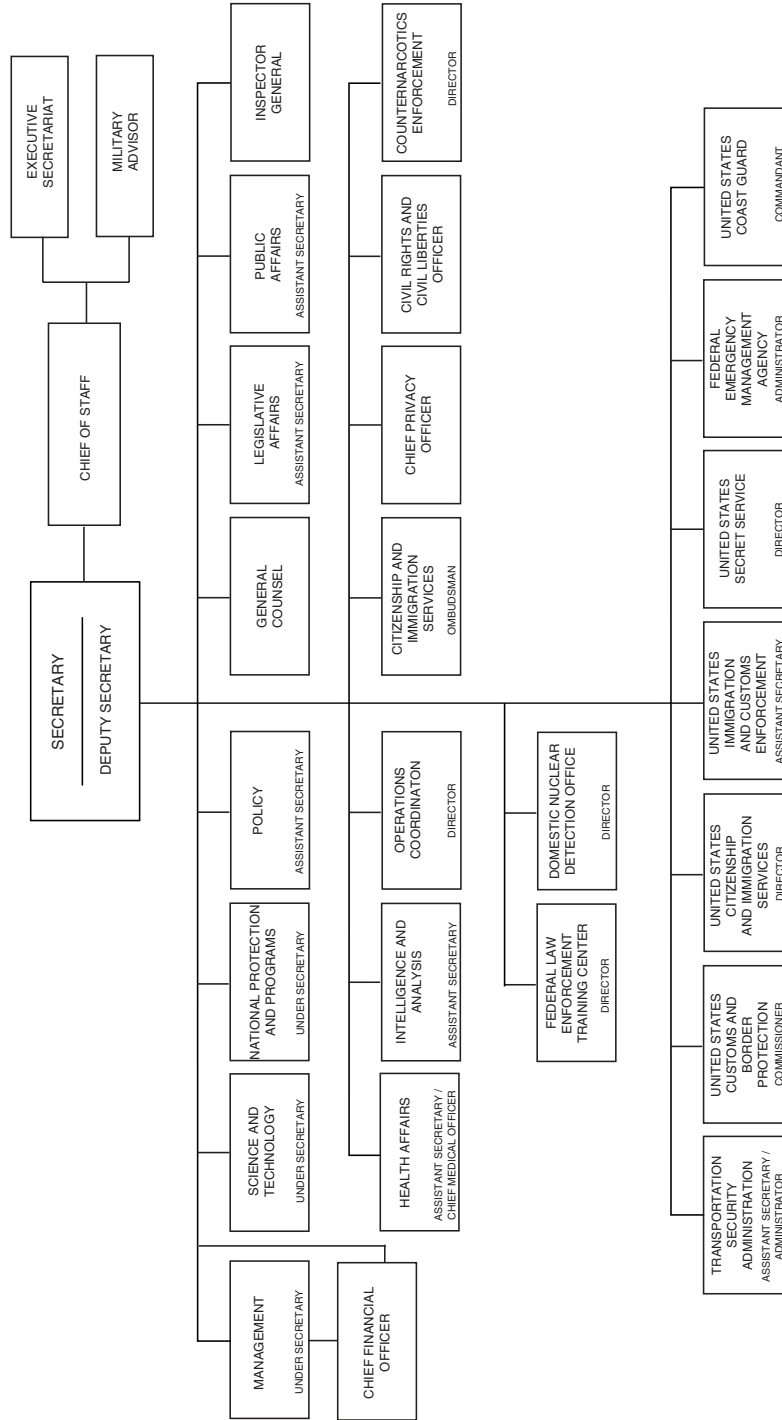 EXECUTIVE
SECRETARIAT
MILITARY
ADVISOR
CHIEF OF STAFF
SECRETARY
DEPUTY SECRETARY
MANAGEMENT
UNDER SECRETARY
SCIENCE AND
TECHNOLOGY
UNDER SECRETARY
NATIONAL PROTECTION
AND PROGRAMS
UNDER SECRETARY
POLICY
ASSISTANT SECRETARY
GENERAL
COUNSEL
LEGISLATIVE
AFFAIRS
ASSISTANT SECRETARY
PUBLIC
AFFAIRS
ASSISTANT SECRETARY
INSPECTOR
GENERAL
CHIEF FINANCIAL
OFFICER
HEALTH AFFAIRS
ASSISTANT SECRETARY /
CHIEF MEDICAL OFFICER
INTELLIGENCE AND
ANALYSIS
ASSISTANT SECRETARY
OPERATIONS
COORDINATON
DIRECTOR
CITIZENSHIP AND
IMMIGRATION
SERVICES
OMBUDSMAN
CHIEF PRIVACY
OFFICER
CIVIL RIGHTS AND
CIVIL LIBERTIES
OFFICER
COUNTERNARCOTICS
ENFORCEMENT
DIRECTOR
FEDERAL LAW
ENFORCEMENT
TRAINING CENTER
DIRECTOR
DOMESTIC NUCLEAR
DETECTION OFFICE
DIRECTOR
TRANSPORTATION
SECURITY
ADMINISTRATION
ASSISTANT SECRETARY /
ADMINISTRATOR
UNITED STATES
CUSTOMS AND
BORDER
PROTECTION
COMMISSIONER
UNITED STATES
CITIZENSHIP
AND IMMIGRATION
SERVICES
DIRECTOR
UNITED STATES
IMMIGRATION
AND CUSTOMS
ENFORCEMENT
ASSISTANT SECRETARY
UNITED STATES
SECRET SERVICE
DIRECTOR
FEDERAL
EMERGENCY
MANAGEMENT
AGENCY
ADMINISTRATOR
UNITED STATES
COAST GUARD
COMMANDANT